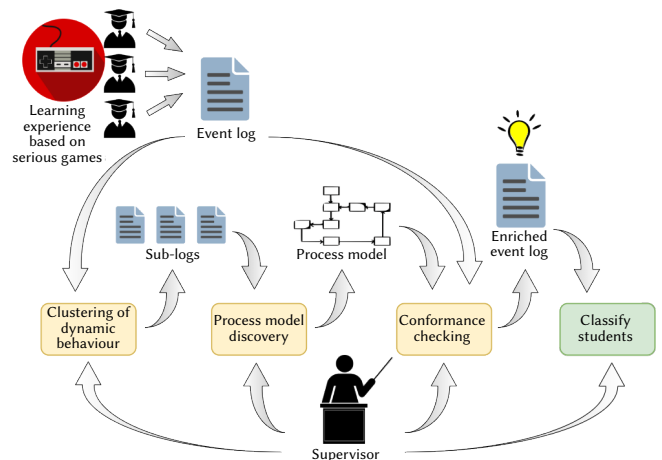 Learning
experience
based on
serious games
Event log
Sub-logs
Process model
Enriched
event log
Clustering of
dynamic
behaviour
Process model
discovery
Conformance
checking
Classify
students
Supervisor